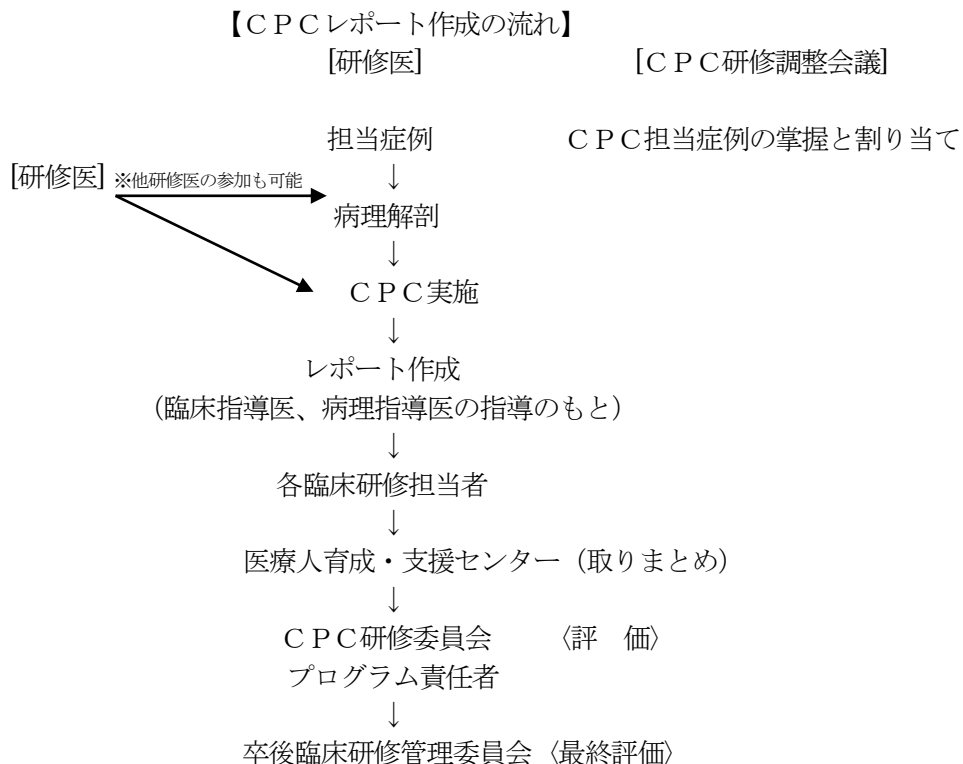 【ＣＰＣレポート作成の流れ】
[研修医] [ＣＰＣ研修調整会議]
担当症例 ＣＰＣ担当症例の掌握と割り当て
[研修医] ※他研修医の参加も可能 ↓
病理解剖
↓
ＣＰＣ実施
↓
レポート作成
（臨床指導医、病理指導医の指導のもと）
↓
各臨床研修担当者
↓
医療人育成・支援センター（取りまとめ）
↓
ＣＰＣ研修委員会 〈評　価〉
プログラム責任者
↓
卒後臨床研修管理委員会〈最終評価〉